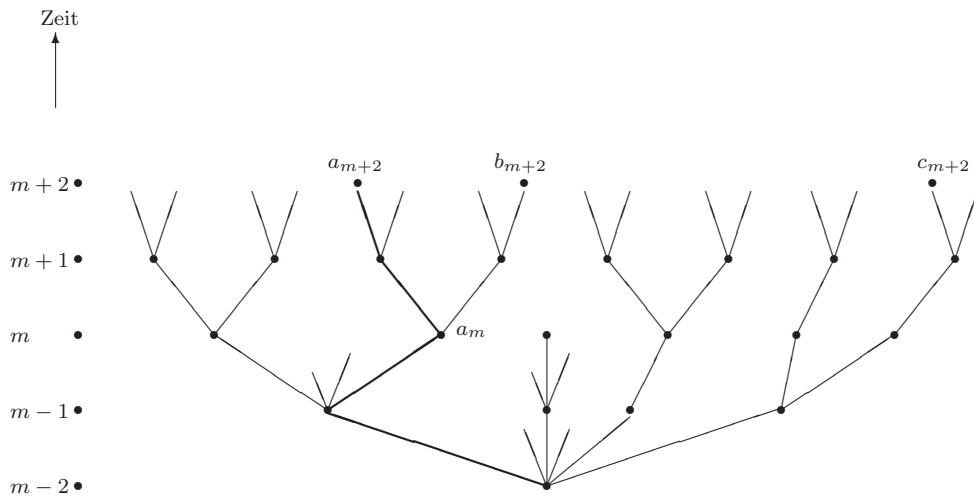 Zeit
a_{m+2} b_{m+2} c_{m+2}
m + 2
m + 1
m a_m
m − 1
m − 2